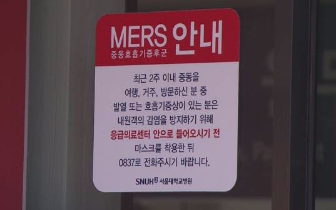 MERS 안내
중동호흡기증후군
최근 2주 이내 중동을
여행, 거주, 방문하신 분 중
발열 또는 호흡기증상이 있는 분은
내원객의 감염을 방지하기 위해
응급의료센터 안으로 들어오시기 전
마스크를 착용한 뒤
0837로 전화주시기 바랍니다.
SNUH 서울대학교병원